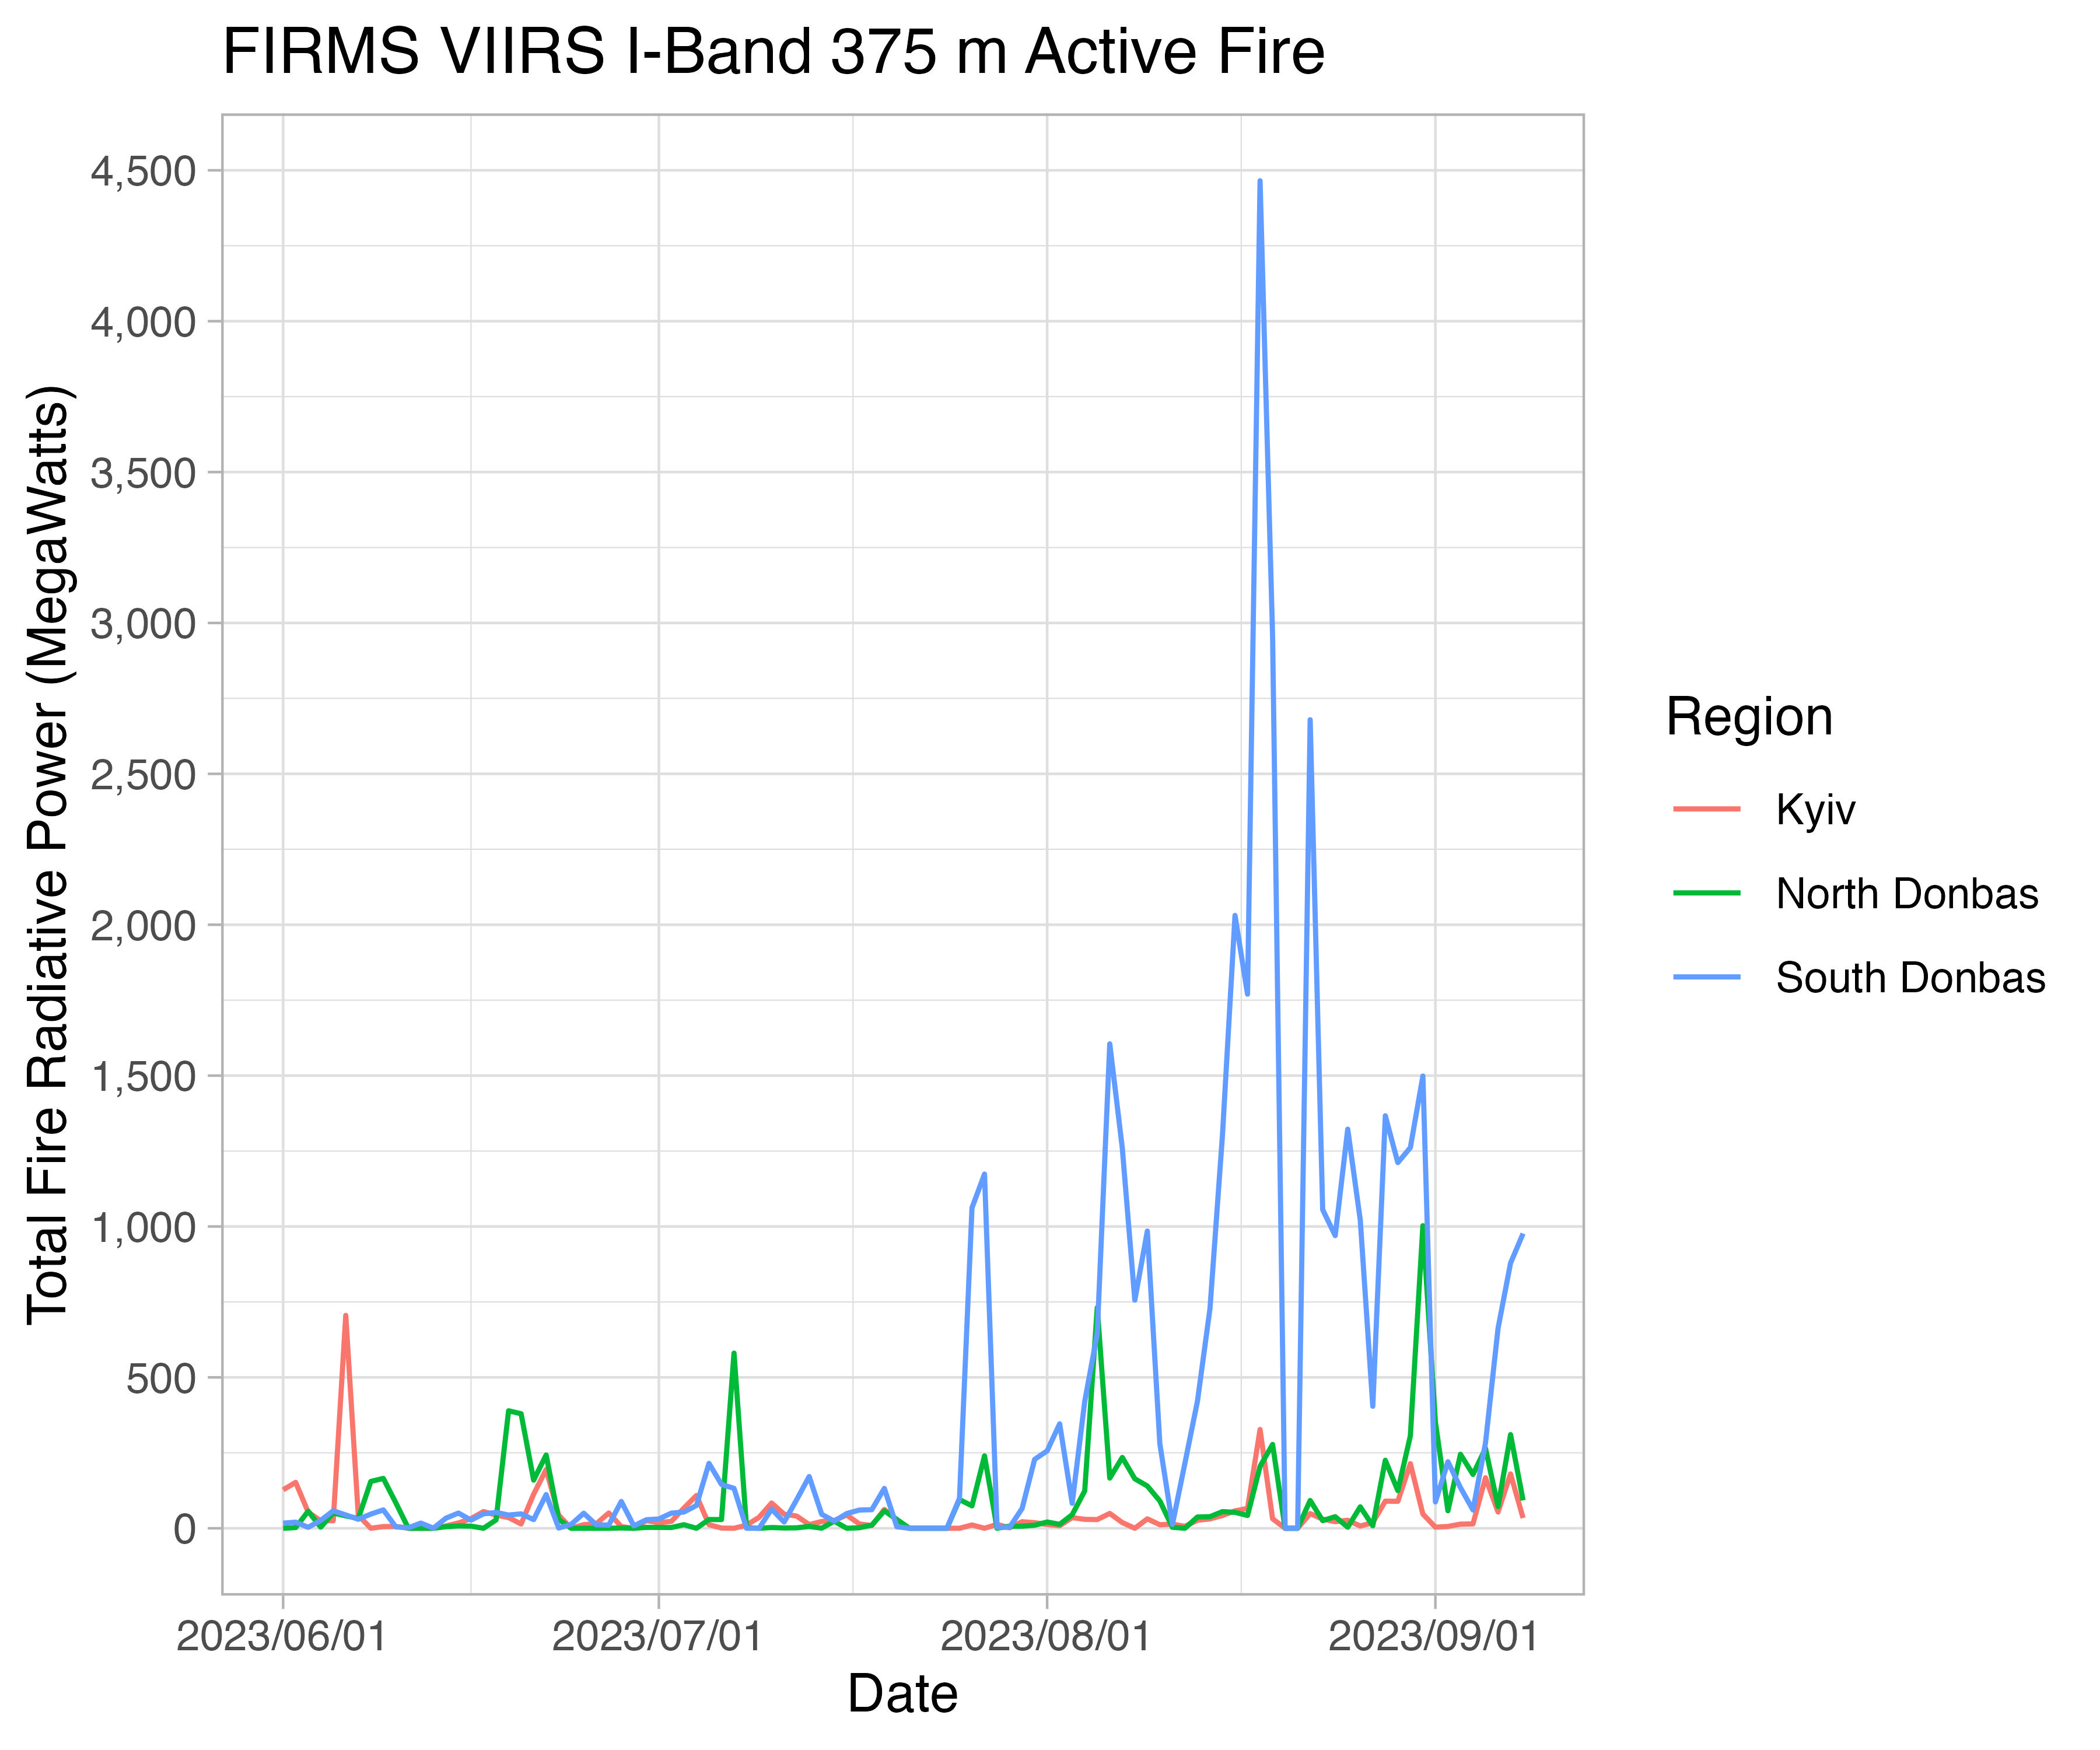 FIRMS VIIRS I-Band 375 m Active Fire
Total Fire Radiative Power (MegaWatts)
4,500
4,000
3,500
3,000
2,500
2,000
1,500
1,000
500
0
2023/06/01
2023/07/01
2023/08/01
2023/09/01
Date
Region
Kyiv
North Donbas
South Donbas